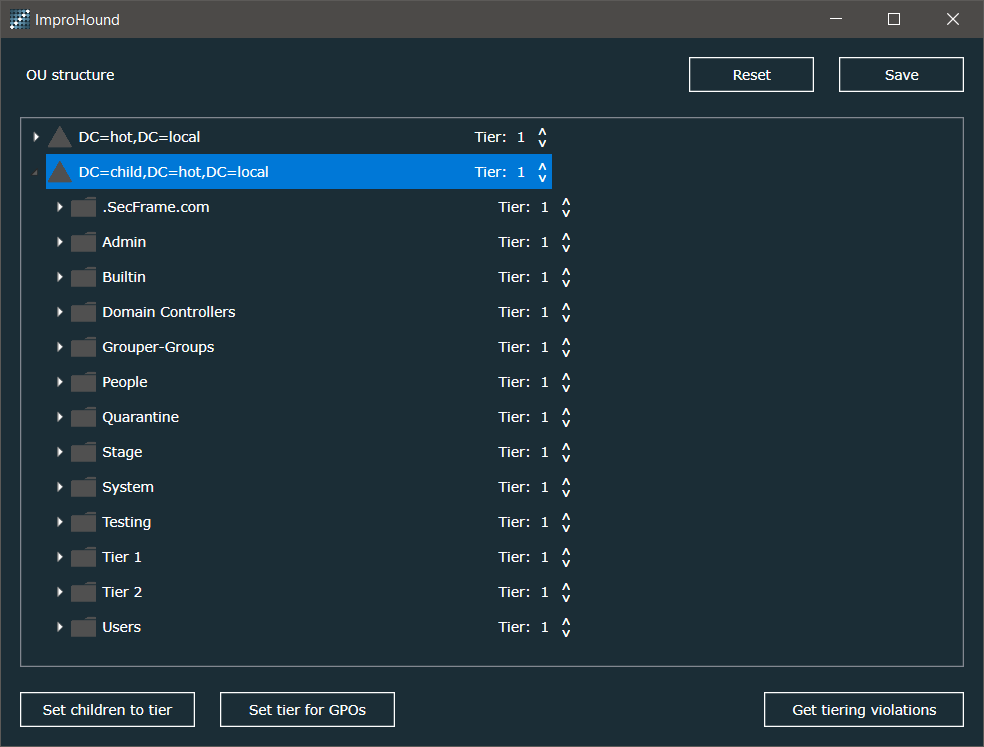 ImproHound
OU structure
Reset
Save
DC=hot,DC=local Tier: 1
DC=child,DC=hot,DC=local Tier: 1
.SecFrame.com Tier: 1
Admin Tier: 1
Builtin Tier: 1
Domain Controllers Tier: 1
Grouper-Groups Tier: 1
People Tier: 1
Quarantine Tier: 1
Stage Tier: 1
System Tier: 1
Testing Tier: 1
Tier 1 Tier: 1
Tier 2 Tier: 1
Users Tier: 1
Set children to tier
Set tier for GPOs
Get tiering violations